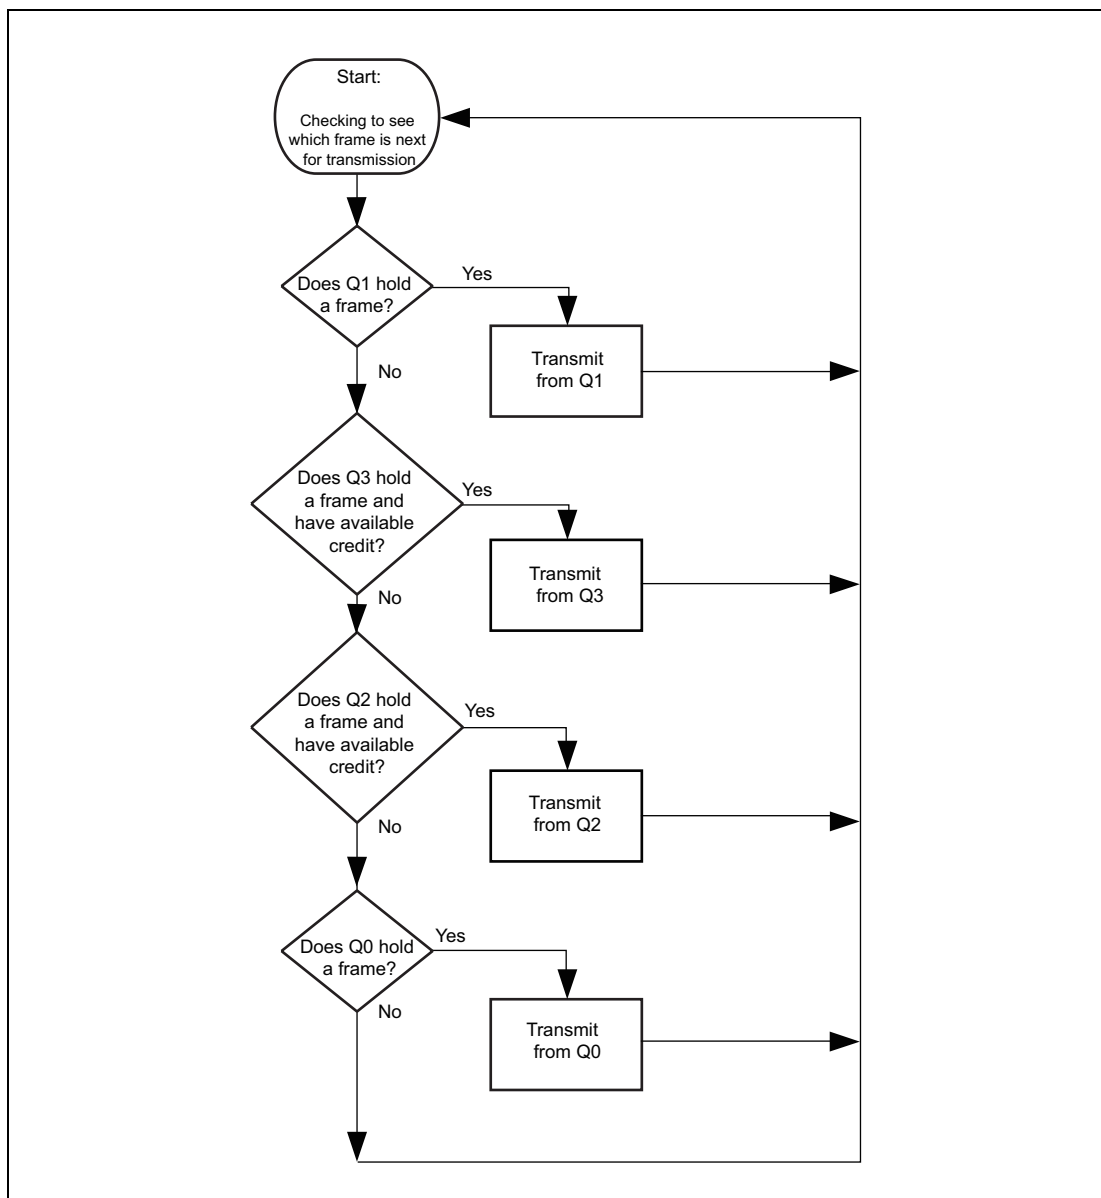 Start:
Checking to see
which frame is next
for transmission
Does Q1 hold
a frame?
Yes
Transmit
from Q1
No
Does Q3 hold
a frame and
have available
credit?
Yes
Transmit
from Q3
No
Does Q2 hold
a frame and
have available
credit?
Yes
Transmit
from Q2
No
Does Q0 hold
a frame?
Yes
Transmit
from Q0
No